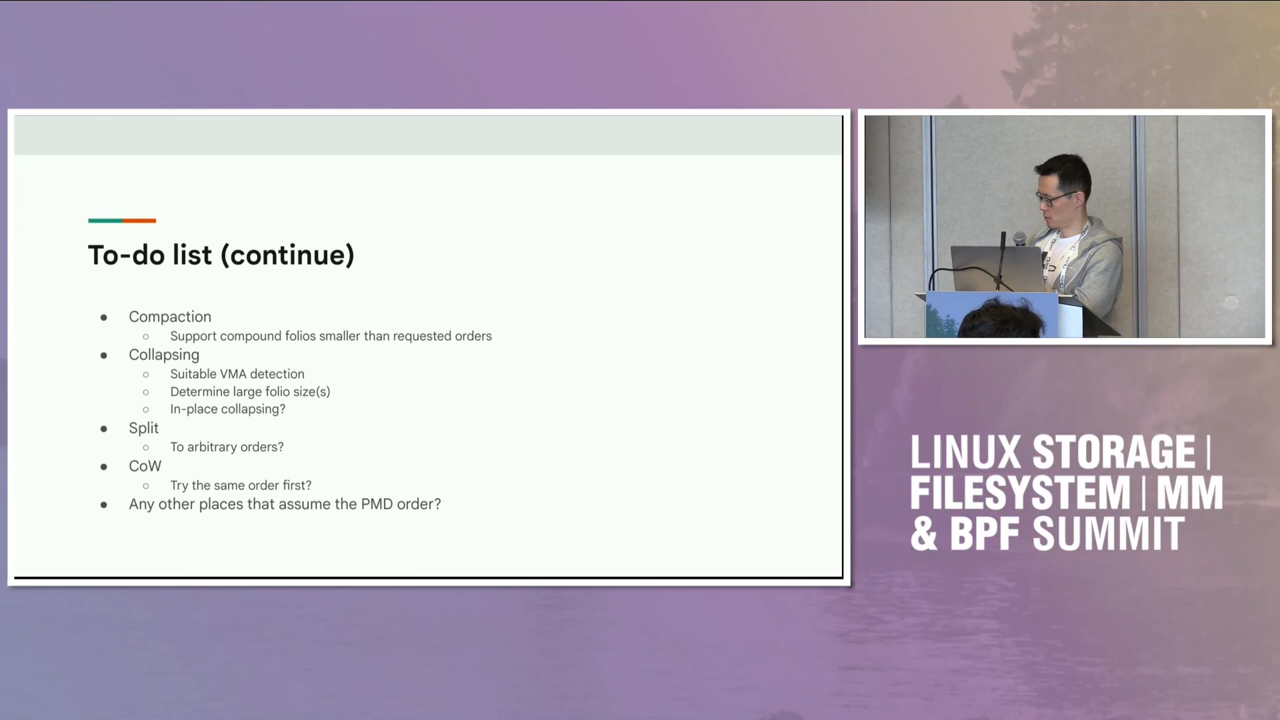 To-do list (continue)
● Compaction
○ Support compound folios smaller than requested orders
● Collapsing
○ Suitable VMA detection
○ Determine large folio size(s)
○ In-place collapsing?
● Split
○ To arbitrary orders?
● CoW
○ Try the same order first?
● Any other places that assume the PMD order?
LINUX STORAGE |
FILESYSTEM | MM
& BPF SUMMIT